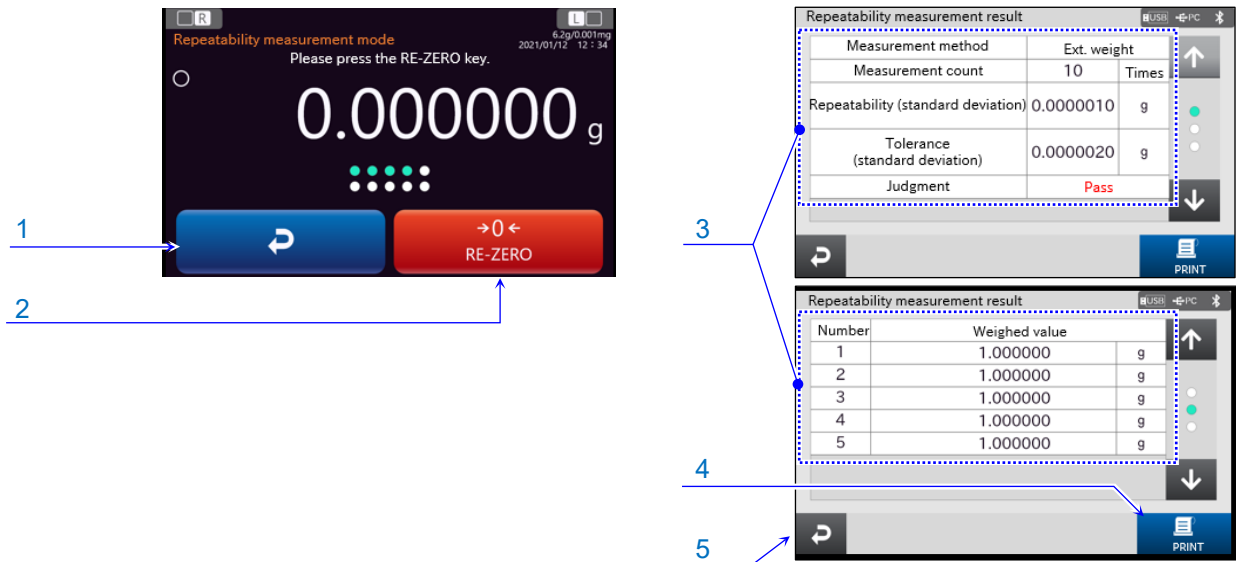 R
L
Repeatability measurement mode
6.2g/0.001mg
2021/01/12 12:34
Please press the RE-ZERO key.
0.000000 g
→0←
RE-ZERO
1
2
3
4
5
Repeatability measurement result
USB PC
Measurement method Ext. weight
Measurement count 10 Times
Repeatability (standard deviation) 0.0000010 g
Tolerance
(standard deviation) 0.0000020 g
Judgment Pass
PRINT
Repeatability measurement result
USB PC
Number Weighed value
1 1.000000 g
2 1.000000 g
3 1.000000 g
4 1.000000 g
5 1.000000 g
PRINT